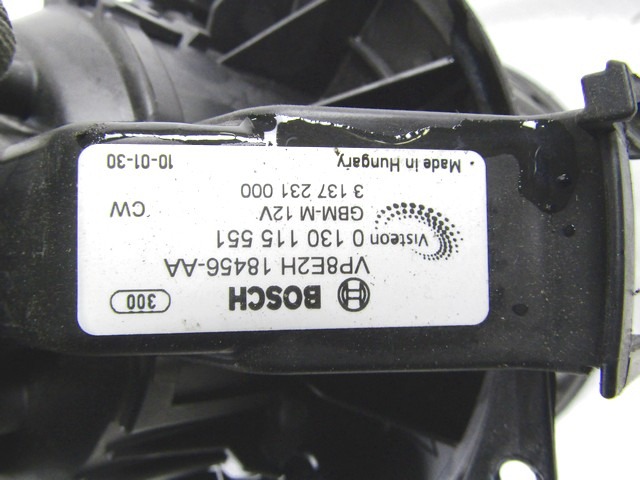 BOSCH
300
VP8E2H 18456-AA
Visteon 0 130 115 551
GBM-M 12V
CW
3 137 231 000
Made in Hungary
10-01-30